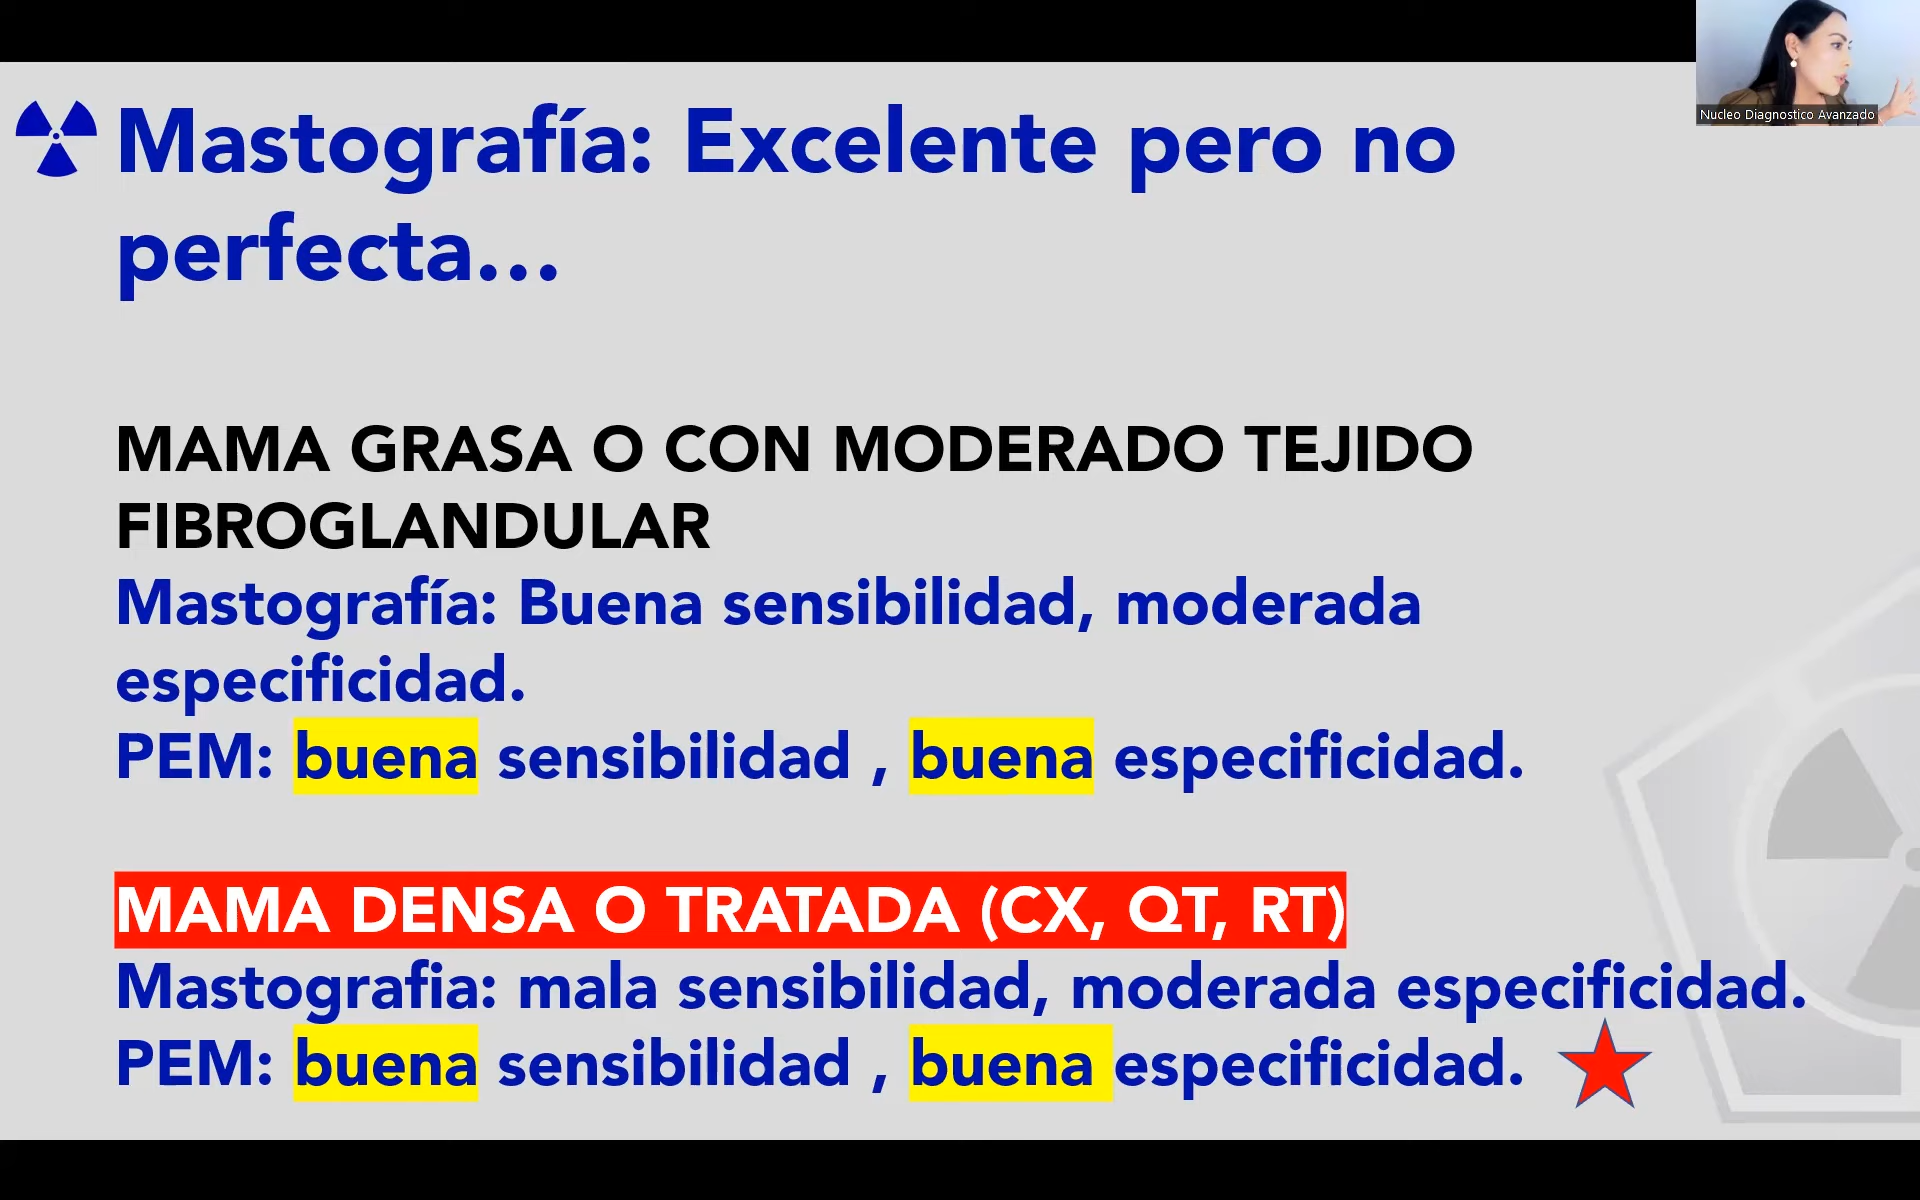 Nucleo Diagnostico Avanzado
Mastografía: Excelente pero no
perfecta...
MAMA GRASA O CON MODERADO TEJIDO
FIBROGLANDULAR
Mastografía: Buena sensibilidad, moderada
especificidad.
PEM: buena sensibilidad , buena especificidad.
MAMA DENSA O TRATADA (CX, QT, RT)
Mastografia: mala sensibilidad, moderada especificidad.
PEM: buena sensibilidad , buena especificidad.